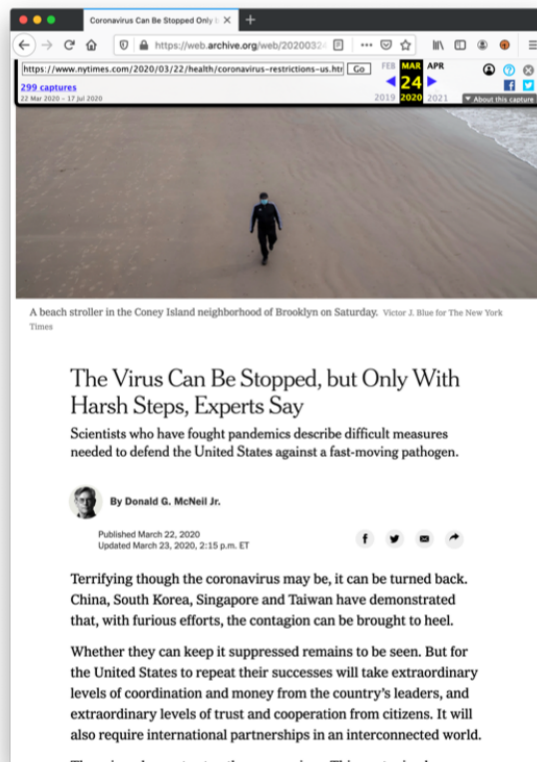 Coronavirus Can Be Stopped Only
https://web.archive.org/web/2020032
https://www.nytimes.com/2020/03/22/health/coronavirus-restrictions-us.ht
Go
FEB MAR APR
299 captures
24
22 Mar 2020 – 17 Jul 2020
2019 2020 2021
About this capture
A beach stroller in the Coney Island neighborhood of Brooklyn on Saturday. Victor J. Blue for The New York
Times
The Virus Can Be Stopped, but Only With
Harsh Steps, Experts Say
Scientists who have fought pandemics describe difficult measures
needed to defend the United States against a fast-moving pathogen.
By Donald G. McNeil Jr.
Published March 22, 2020
Updated March 23, 2020, 2:15 p.m. ET
Terrifying though the coronavirus may be, it can be turned back.
China, South Korea, Singapore and Taiwan have demonstrated
that, with furious efforts, the contagion can be brought to heel.
Whether they can keep it suppressed remains to be seen. But for
the United States to repeat their successes will take extraordinary
levels of coordination and money from the country’s leaders, and
extraordinary levels of trust and cooperation from citizens. It will
also require international partnerships in an interconnected world.